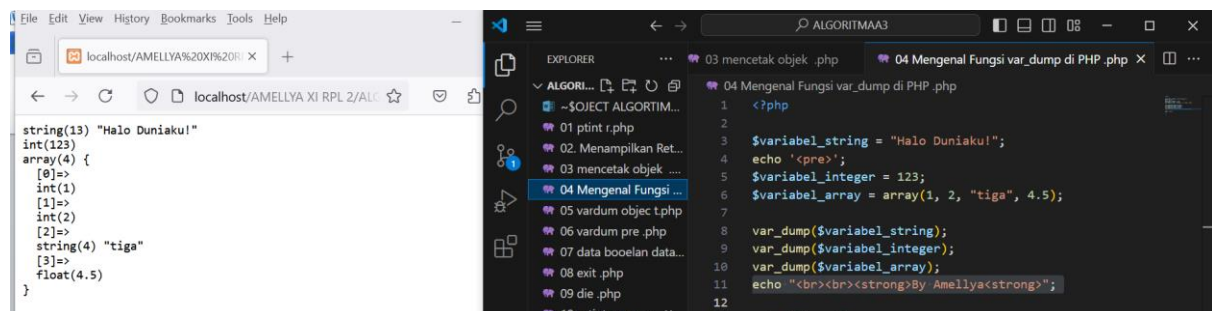 File Edit View History Bookmarks Tools Help
localhost/AMELLYA%20XI%20R
localhost/AMELLYA XI RPL 2/ALG
string(13) "Halo Duniaku!"
int(123)
array(4) {
[0]=>
int(1)
[1]=>
int(2)
[2]=>
string(4) "tiga"
[3]=>
float(4.5)
}
ALGORITMAA3
EXPLORER
ALGORI...
~$OJECT ALGORTIM...
01 ptint r.php
02. Menampilkan Ret...
03 mencetak objek ....
04 Mengenal Fungsi ...
05 vardum objec t.php
06 vardum pre .php
07 data booelan data...
08 exit .php
09 die .php
1
03 mencetak objek .php
04 Mengenal Fungsi var_dump di PHP .php
04 Mengenal Fungsi var_dump di PHP .php
1 <?php
2
3 $variabel_string = "Halo Duniaku!";
4 echo '<pre>';
5 $variabel_integer = 123;
6 $variabel_array = array(1, 2, "tiga", 4.5);
7
8 var_dump($variabel_string);
9 var_dump($variabel_integer);
10 var_dump($variabel_array);
11 echo "<br><br><strong>By Amellya<strong>";
12